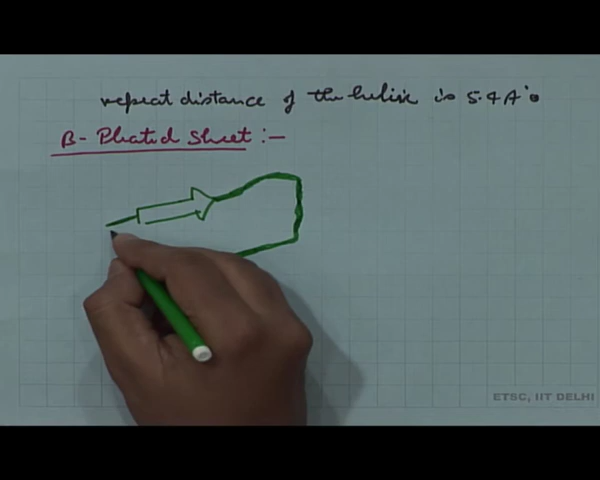 repeat distance of the helix is 5.4 A°.
β- Pleated Sheet :-
ETSC, IIT DELHI